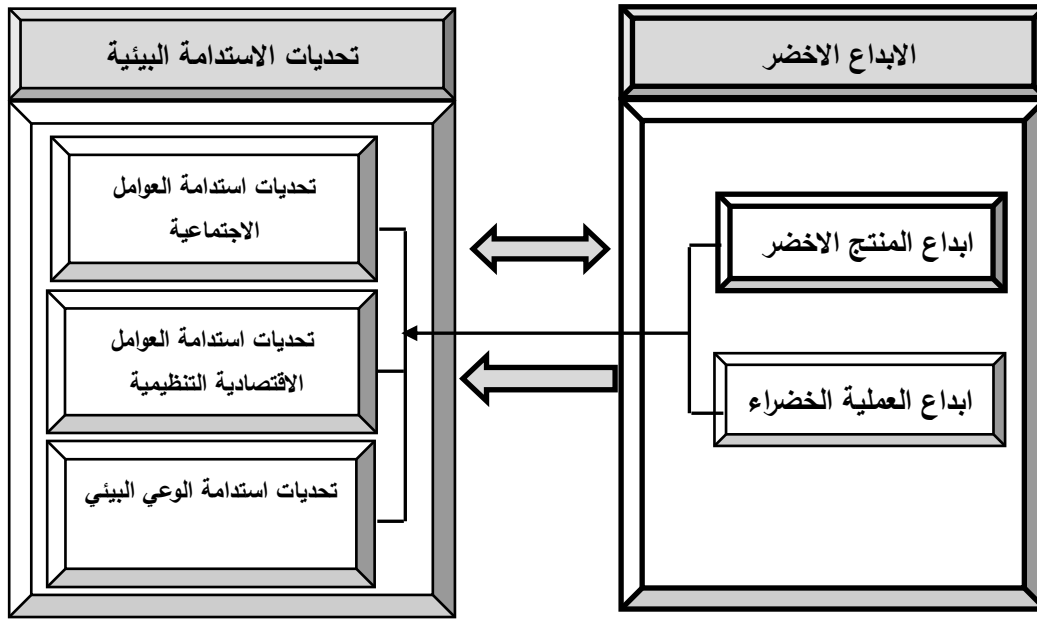 الابداع الاخضر
ابداع المنتج الاخضر
ابداع العملية الخضراء
تحديات الاستدامة البيئية
تحديات استدامة العوامل
الاجتماعية
تحديات استدامة العوامل
الاقتصادية التنظيمية
تحديات استدامة الوعي البيئي